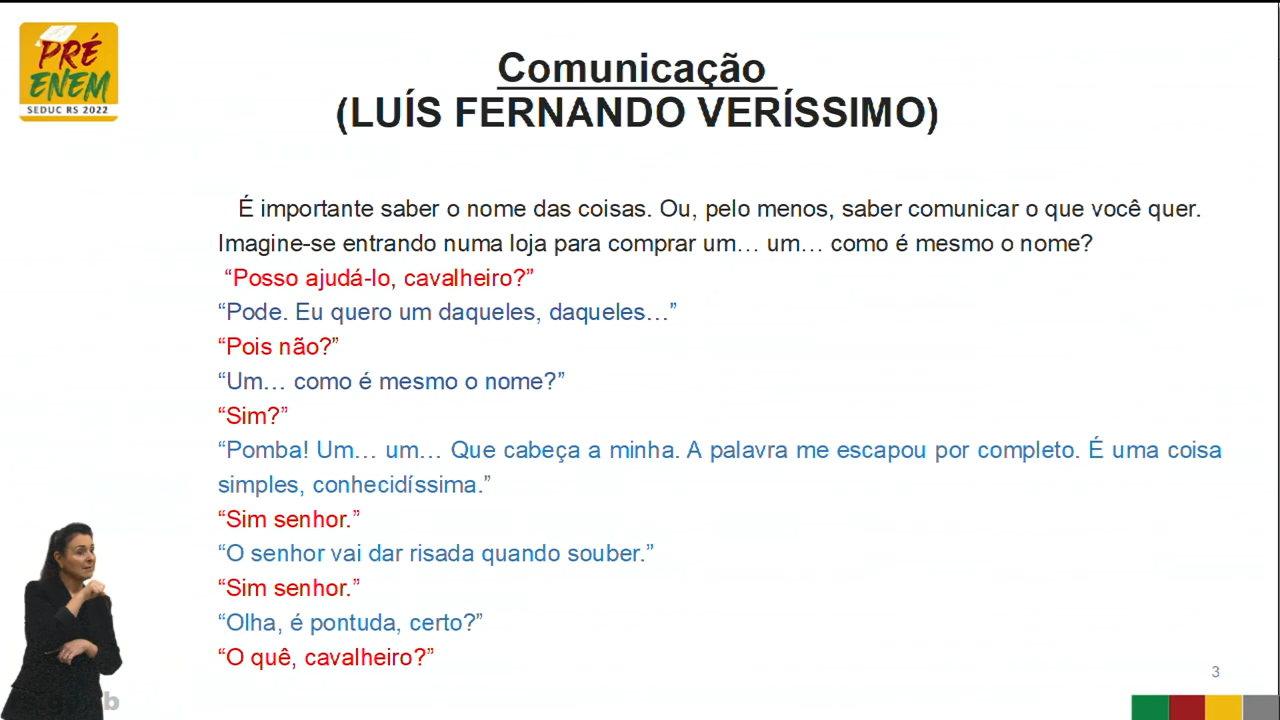 PRÉ
ENEM
SEDUC RS 2022
Comunicação
(LUÍS FERNANDO VERÍSSIMO)
É importante saber o nome das coisas. Ou, pelo menos, saber comunicar o que você quer.
Imagine-se entrando numa loja para comprar um… um… como é mesmo o nome?
“Posso ajudá-lo, cavalheiro?”
“Pode. Eu quero um daqueles, daqueles…”
“Pois não?”
“Um… como é mesmo o nome?”
“Sim?”
“Pomba! Um… um… Que cabeça a minha. A palavra me escapou por completo. É uma coisa
simples, conhecidíssima.”
“Sim senhor.”
“O senhor vai dar risada quando souber.”
“Sim senhor.”
“Olha, é pontuda, certo?”
“O quê, cavalheiro?”
3